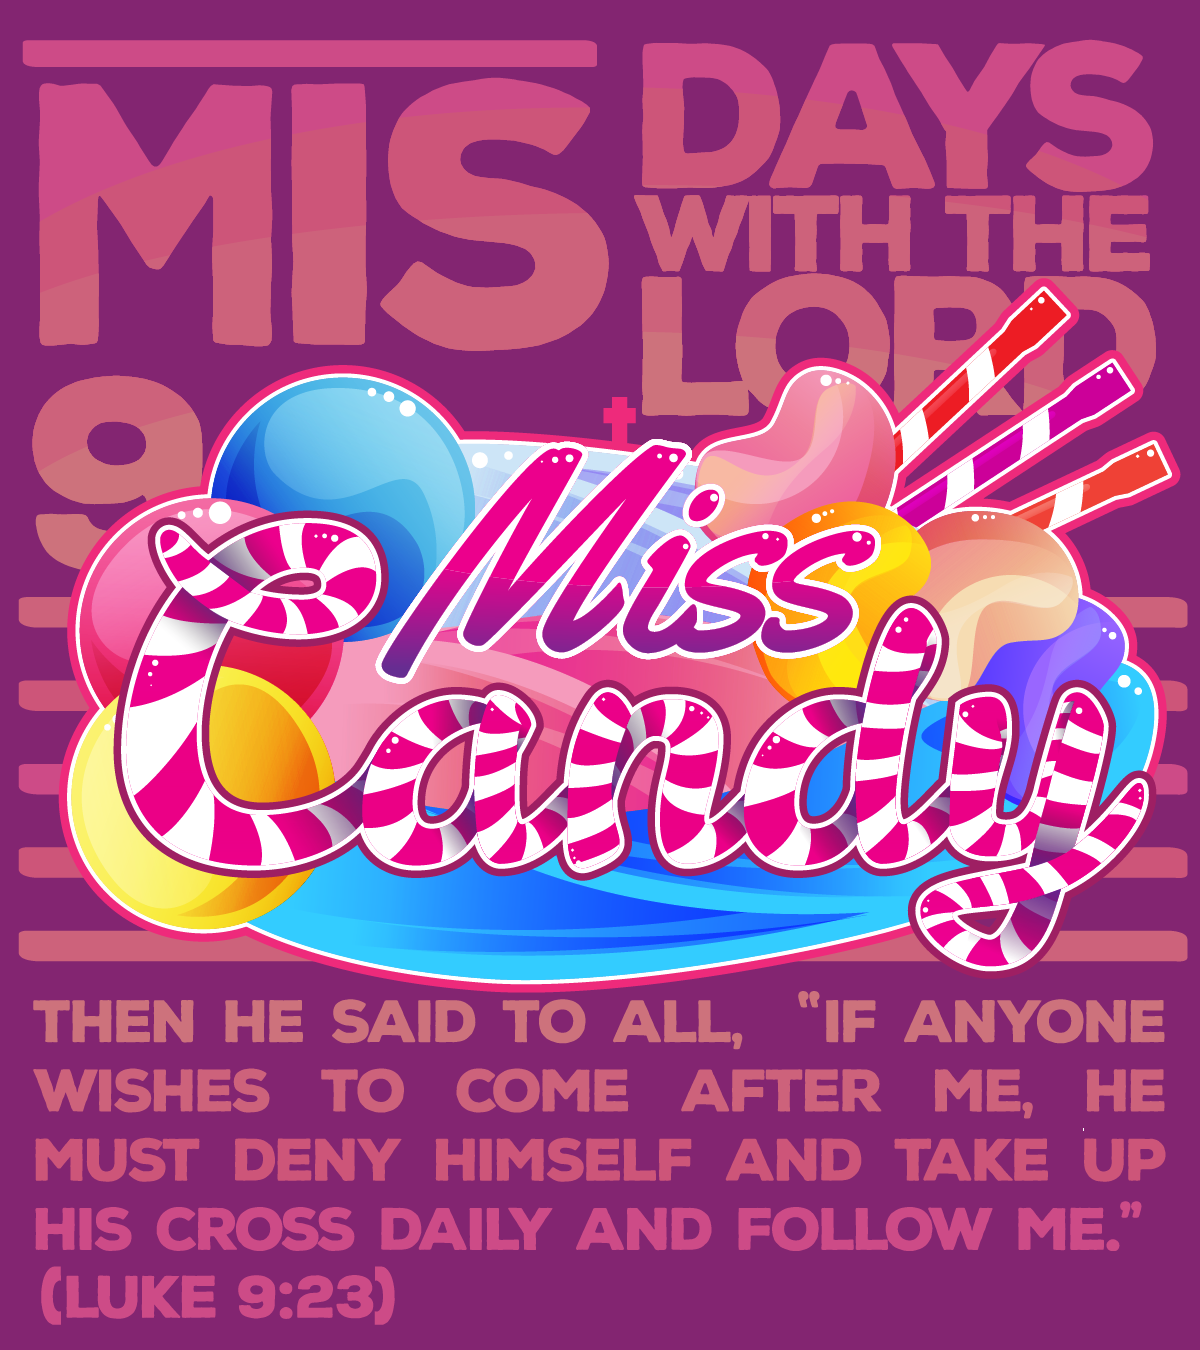 MIS
DAYS
WITH THE
LORD
9
Miss
Candy
THEN HE SAID TO ALL, “IF ANYONE
WISHES TO COME AFTER ME, HE
MUST DENY HIMSELF AND TAKE UP
HIS CROSS DAILY AND FOLLOW ME.”
(LUKE 9:23)